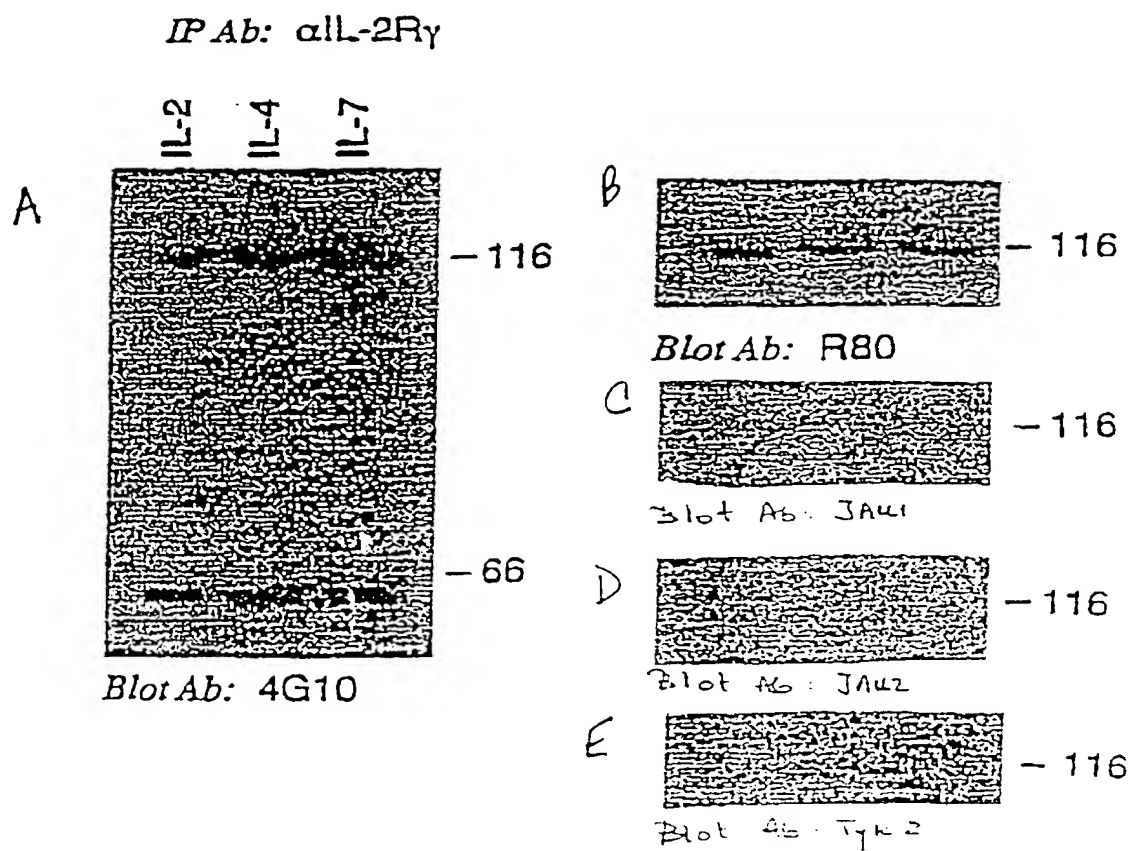 IP Ab: αIL-2Rγ
IL-2
IL-4
IL-7
A
- 116
- 66
Blot Ab: 4G10
B
- 116
Blot Ab: R80
C
- 116
Blot Ab: JAK1
D
- 116
Blot Ab: JAK2
E
- 116
Blot Ab: Tyk2